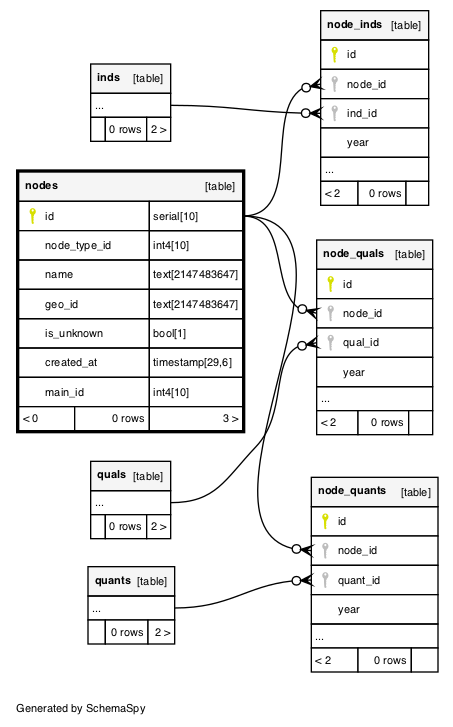 node_inds [table]
id
node_id
ind_id
year
...
< 2 0 rows
inds [table]
...
0 rows 2 >
nodes [table]
id serial[10]
node_type_id int4[10]
name text[2147483647]
geo_id text[2147483647]
is_unknown bool[1]
created_at timestamp[29,6]
main_id int4[10]
< 0 0 rows 3 >
node_quals [table]
id
node_id
qual_id
year
...
< 2 0 rows
quals [table]
...
0 rows 2 >
node_quants [table]
id
node_id
quant_id
year
...
< 2 0 rows
quants [table]
...
0 rows 2 >
Generated by SchemaSpy